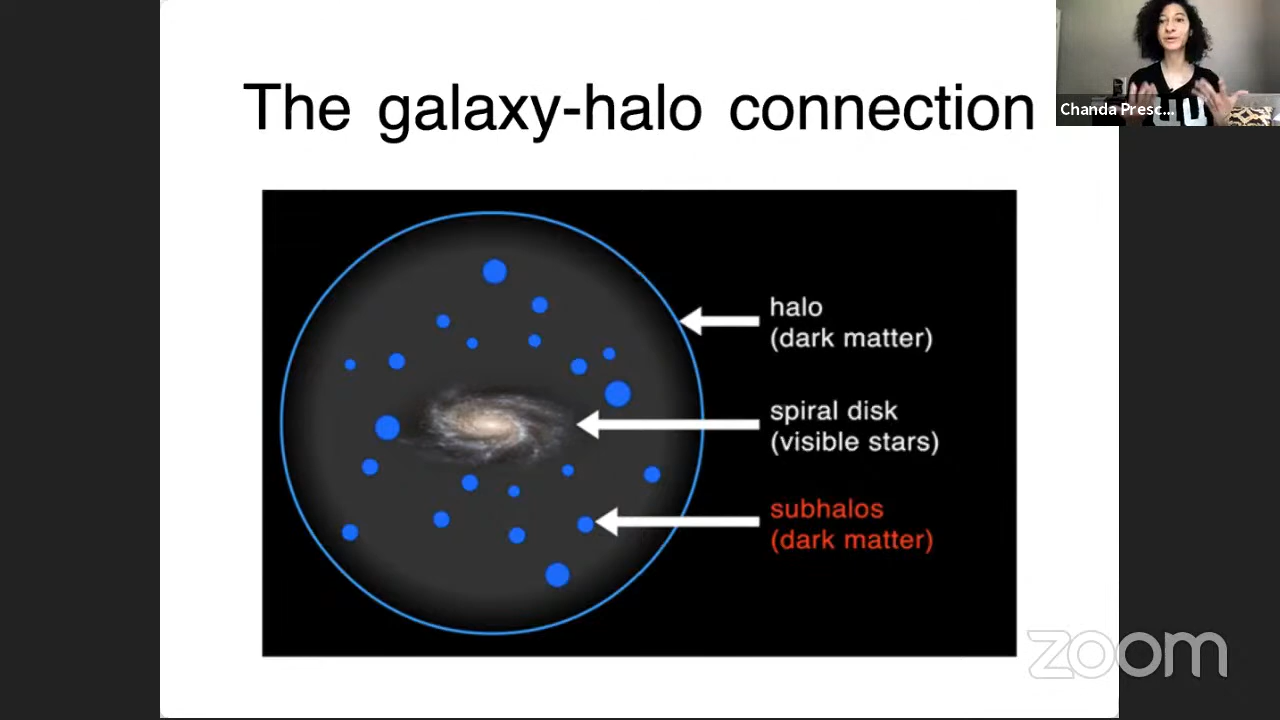 The galaxy-halo connection
Chanda Presc...
halo
(dark matter)
spiral disk
(visible stars)
subhalos
(dark matter)
zoom